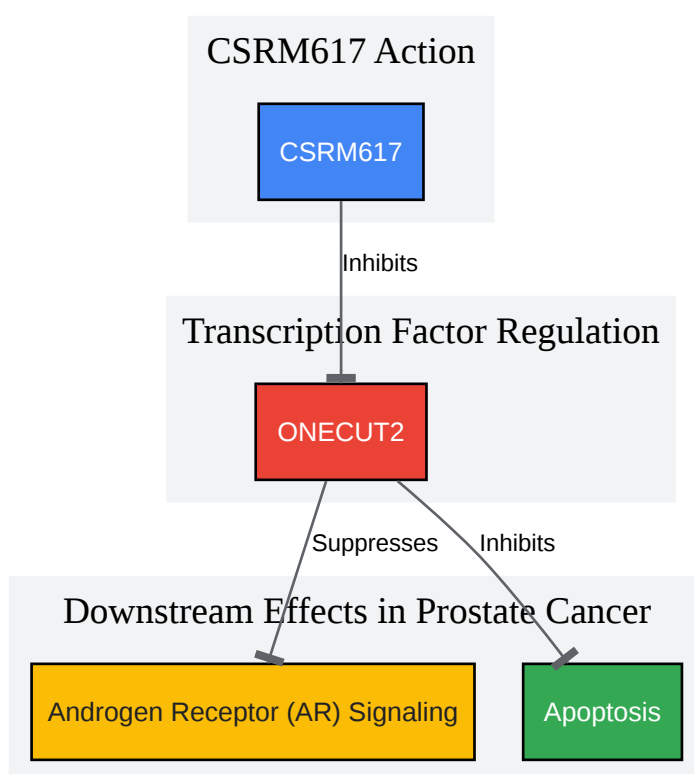 CSRM617 Action
CSRM617
Inhibits
Transcription Factor Regulation
ONECUT2
Suppresses
Inhibits
Downstream Effects in Prostate Cancer
Androgen Receptor (AR) Signaling
Apoptosis